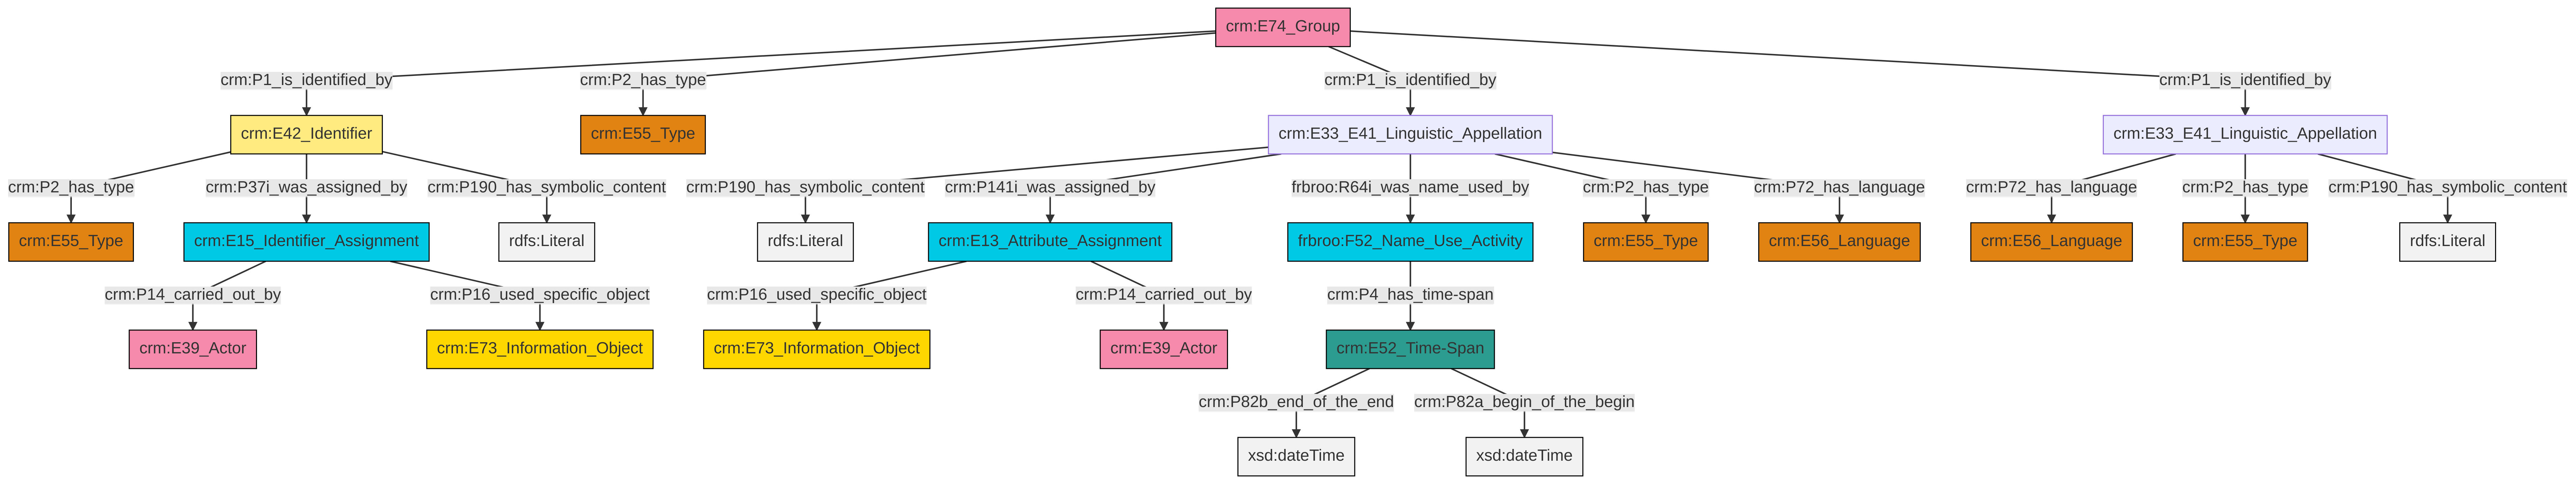 crm:E74_Group
crm:P1_is_identified_by
crm:P2_has_type
crm:P1_is_identified_by
crm:P1_is_identified_by
crm:E42_Identifier
crm:E55_Type
crm:E33_E41_Linguistic_Appellation
crm:E33_E41_Linguistic_Appellation
crm:P2_has_type
crm:P37i_was_assigned_by
crm:P190_has_symbolic_content
crm:P190_has_symbolic_content
crm:P141i_was_assigned_by
frbroo:R64i_was_name_used_by
crm:P2_has_type
crm:P72_has_language
crm:P72_has_language
crm:P2_has_type
crm:P190_has_symbolic_content
crm:E55_Type
crm:E15_Identifier_Assignment
rdfs:Literal
rdfs:Literal
crm:E13_Attribute_Assignment
frbroo:F52_Name_Use_Activity
crm:E55_Type
crm:E56_Language
crm:E56_Language
crm:E55_Type
rdfs:Literal
crm:P14_carried_out_by
crm:P16_used_specific_object
crm:P16_used_specific_object
crm:P14_carried_out_by
crm:P4_has_time-span
crm:E39_Actor
crm:E73_Information_Object
crm:E73_Information_Object
crm:E39_Actor
crm:E52_Time-Span
crm:P82b_end_of_the_end
crm:P82a_begin_of_the_begin
xsd:dateTime
xsd:dateTime